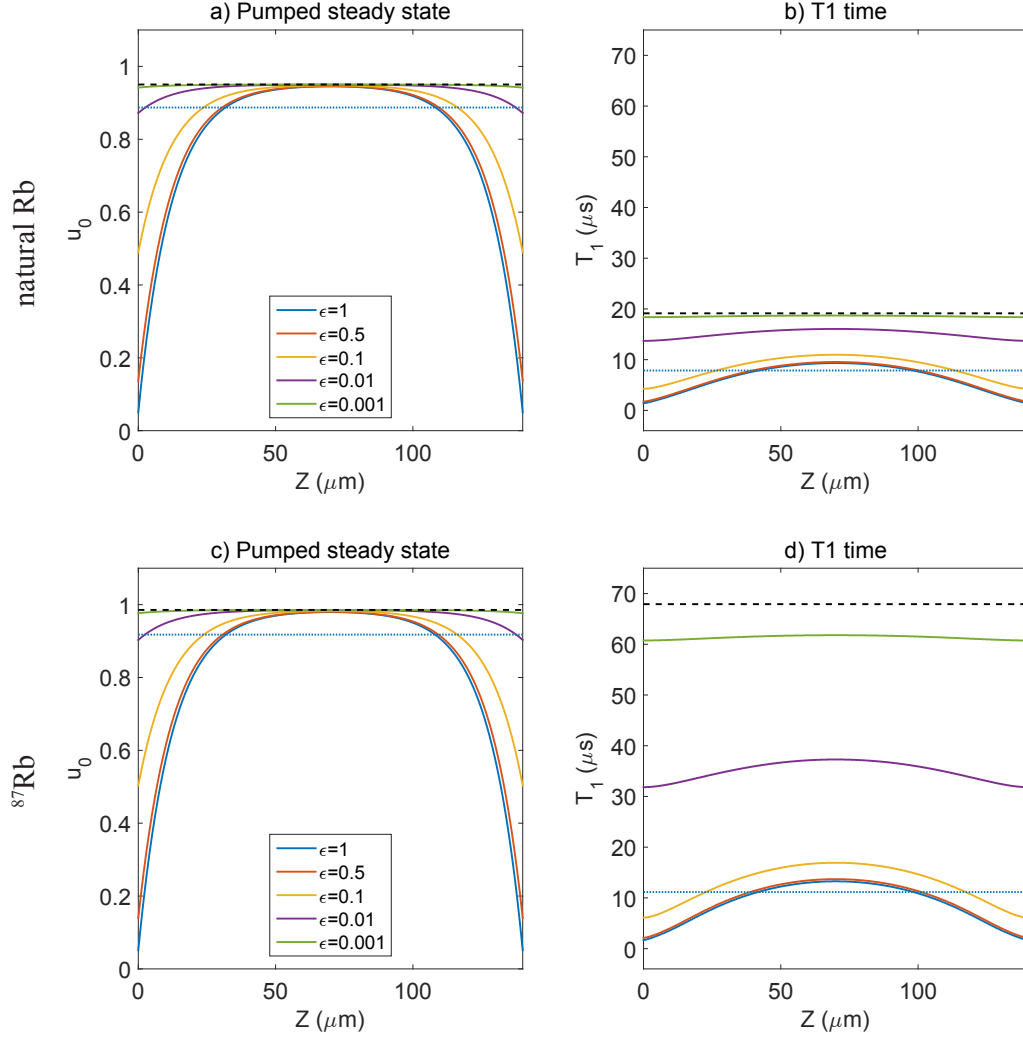 a) Pumped steady state
1
0.8
0.6
0.4
0.2
0
u0
0
50
100
Z (μm)
ϵ=1
ϵ=0.5
ϵ=0.1
ϵ=0.01
ϵ=0.001
natural Rb
b) T1 time
70
60
50
40
30
20
10
0
T1 (μs)
0
50
100
Z (μm)
c) Pumped steady state
1
0.8
0.6
0.4
0.2
0
u0
0
50
100
Z (μm)
ϵ=1
ϵ=0.5
ϵ=0.1
ϵ=0.01
ϵ=0.001
87Rb
d) T1 time
70
60
50
40
30
20
10
0
T1 (μs)
0
50
100
Z (μm)